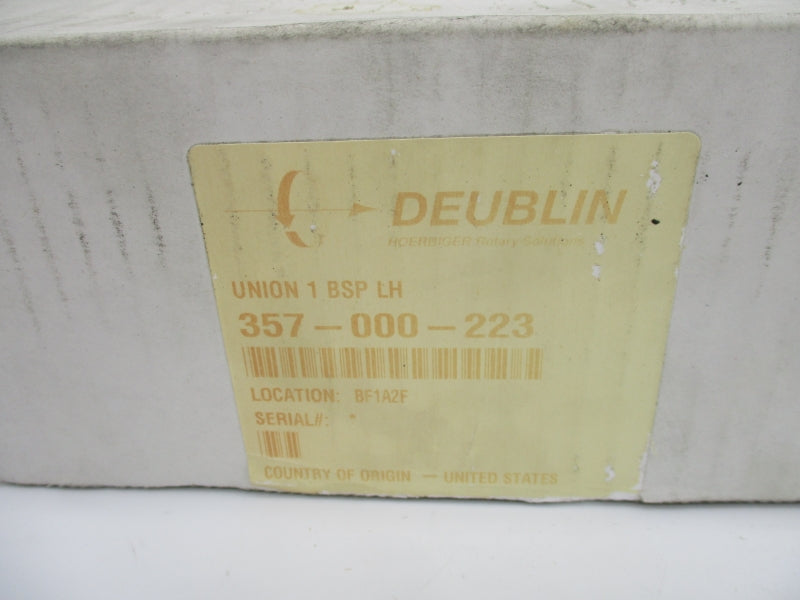 DEUBLIN
HOERBIGER Rotary Solutions
UNION 1 BSP LH
357-000-223
LOCATION: BF1A2F
SERIAL#: *
COUNTRY OF ORIGIN - UNITED STATES